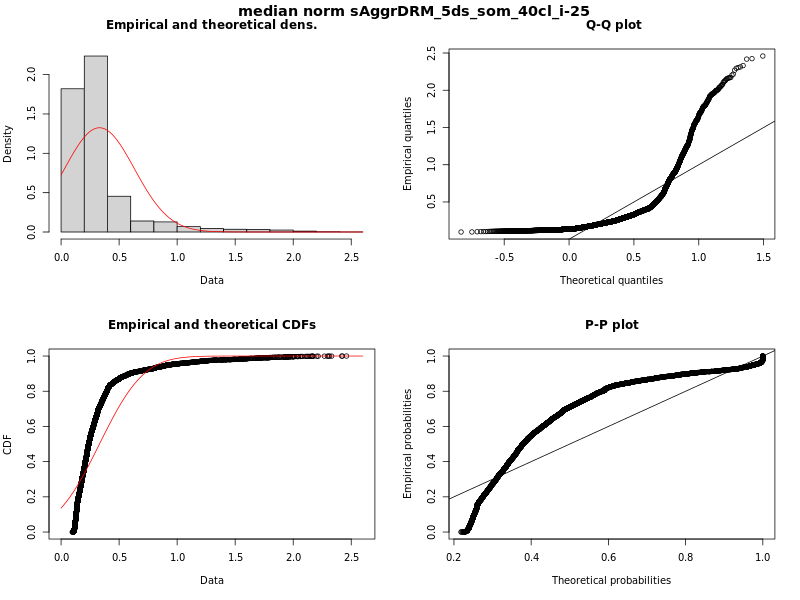 median norm sAggrDRM_5ds_som_40cl_i-25
Empirical and theoretical dens.
Density
0.0 0.5 1.0 1.5 2.0
0.0 0.5 1.0 1.5 2.0 2.5
Data
Q-Q plot
Empirical quantiles
0.5 1.0 1.5 2.0 2.5
-0.5 0.0 0.5 1.0 1.5
Theoretical quantiles
Empirical and theoretical CDFs
CDF
0.0 0.2 0.4 0.6 0.8 1.0
0.0 0.5 1.0 1.5 2.0 2.5
Data
P-P plot
Empirical probabilities
0.0 0.2 0.4 0.6 0.8 1.0
0.2 0.4 0.6 0.8 1.0
Theoretical probabilities